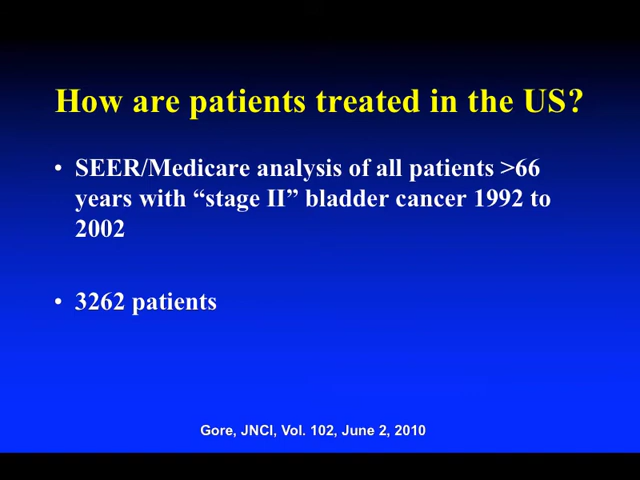 How are patients treated in the US?
• SEER/Medicare analysis of all patients >66
years with “stage II” bladder cancer 1992 to
2002
• 3262 patients
Gore, JNCI, Vol. 102, June 2, 2010